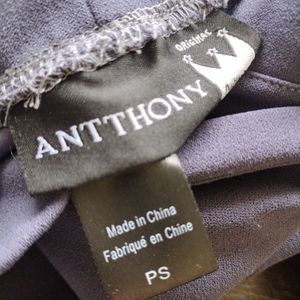 ANTTHONY
ORIGINAL
Made in China
Fabriqué en Chine
PS